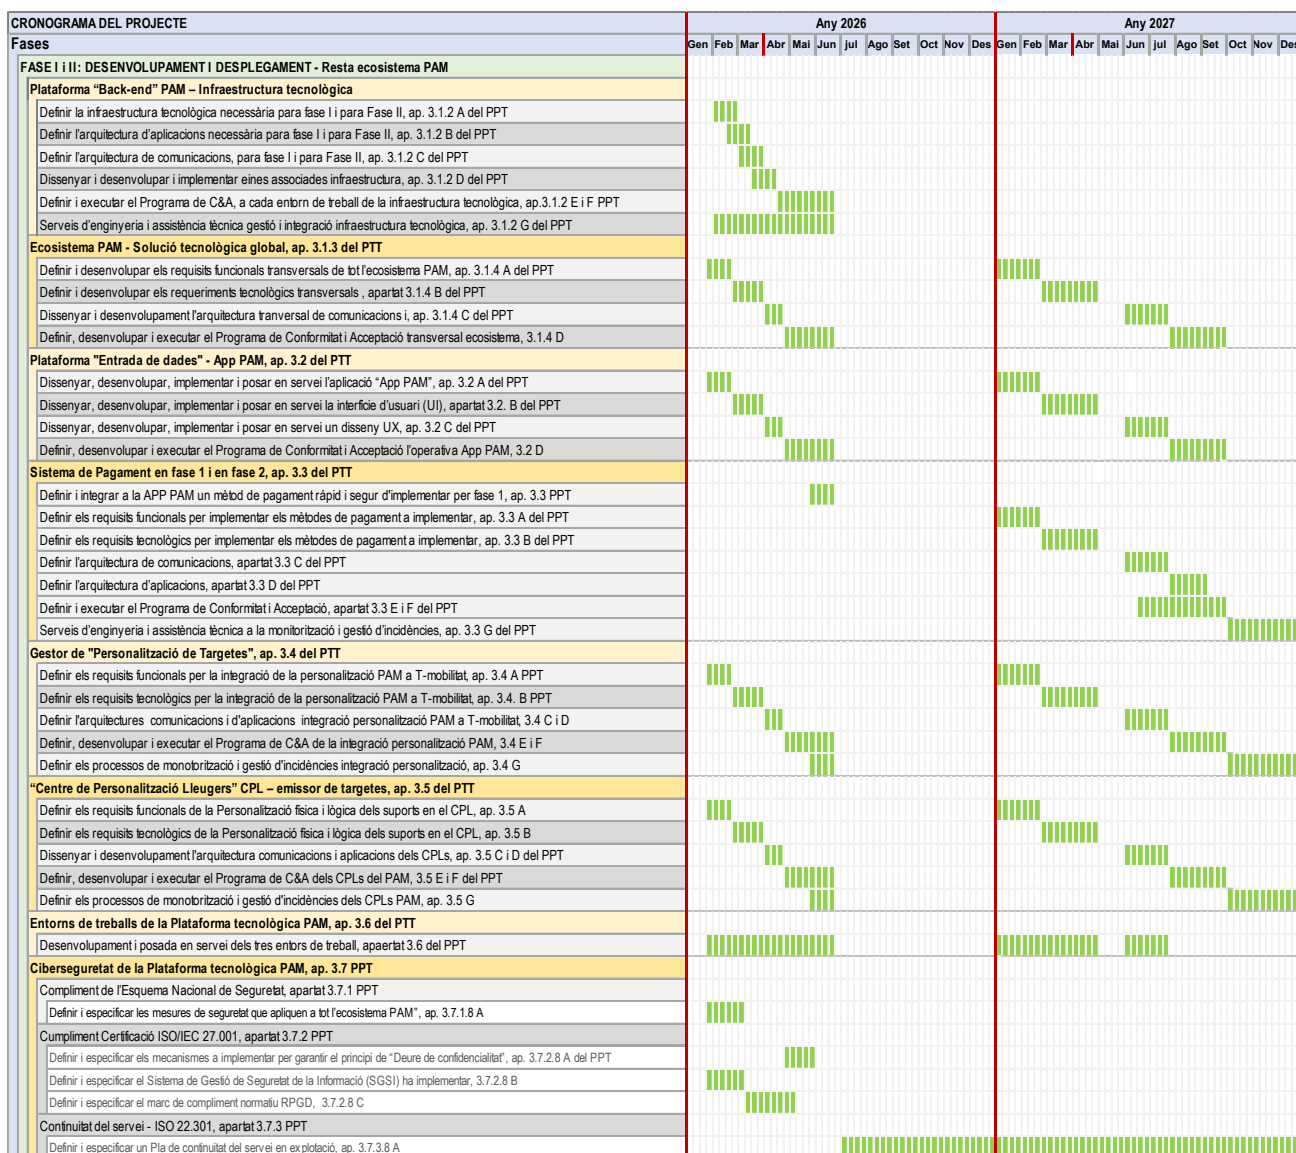 CRONOGRAMA DEL PROJECTE Any 2026 Any 2027
Fases Gen Feb Mar Abr Mai Jun jul Ago Set Oct Nov Des Gen Feb Mar Abr Mai Jun jul Ago Set Oct Nov Des
FASE I i II: DESENVOLUPAMENT I DESPLEGAMENT - Resta ecosistema PAM
Plataforma “Back-end” PAM – Infraestructura tecnològica
Definir la infraestructura tecnològica necessària para fase I i para Fase II, ap. 3.1.2 A del PPT
Definir l’arquitectura d’aplicacions necessària para fase I i para Fase II, ap. 3.1.2 B del PPT
Definir l’arquitectura de comunicacions, para fase I i para Fase II, ap. 3.1.2 C del PPT
Dissenyar i desenvolupar i implementar eines associades infraestructura, ap. 3.1.2 D del PPT
Definir i executar el Programa de C&A, a cada entorn de treball de la infraestructura tecnològica, ap.3.1.2 E i F PPT
Serveis d’enginyeria i assistència tècnica gestió i integració infraestructura tecnològica, ap. 3.1.2 G del PPT
Ecosistema PAM - Solució tecnològica global, ap. 3.1.3 del PTT
Definir i desenvolupar els requisits funcionals transversals de tot l’ecosistema PAM, ap. 3.1.4 A del PPT
Definir i desenvolupar els requeriments tecnològics transversals , apartat 3.1.4 B del PPT
Dissenyar i desenvolupament l'arquitectura tranversal de comunicacions i, ap. 3.1.4 C del PPT
Definir, desenvolupar i executar el Programa de Conformitat i Acceptació transversal ecosistema, 3.1.4 D
Plataforma "Entrada de dades" - App PAM, ap. 3.2 del PTT
Dissenyar, desenvolupar, implementar i posar en servei l’aplicació “App PAM”, ap. 3.2 A del PPT
Dissenyar, desenvolupar, implementar i posar en servei la interfície d’usuari (UI), apartat 3.2. B del PPT
Dissenyar, desenvolupar, implementar i posar en servei un disseny UX, ap. 3.2 C del PPT
Definir, desenvolupar i executar el Programa de Conformitat i Acceptació l’operativa App PAM, 3.2 D
Sistema de Pagament en fase 1 i en fase 2, ap. 3.3 del PTT
Definir i integrar a la APP PAM un mètod de pagament ràpid i segur d'implementar per fase 1, ap. 3.3 PPT
Definir els requisits funcionals per implementar els mètodes de pagament a implementar, ap. 3.3 A del PPT
Definir els requisits tecnològics per implementar els mètodes de pagament a implementar, ap. 3.3 B del PPT
Definir l’arquitectura de comunicacions, apartat 3.3 C del PPT
Definir l’arquitectura d’aplicacions, apartat 3.3 D del PPT
Definir i executar el Programa de Conformitat i Acceptació, apartat 3.3 E i F del PPT
Serveis d’enginyeria i assistència tècnica a la monitorització i gestió d’incidències, ap. 3.3 G del PPT
Gestor de "Personalització de Targetes", ap. 3.4 del PTT
Definir els requisits funcionals per la integració de la personalització PAM a T-mobilitat, ap. 3.4 A PPT
Definir els requisits tecnològics per la integració de la personalització PAM a T-mobilitat, ap. 3.4. B PPT
Definir l'arquitectures comunicacions i d'aplicacions integració personalització PAM a T-mobilitat, 3.4 C i D
Definir, desenvolupar i executar el Programa de C&A de la integració personalització PAM, 3.4 E i F
Definir els processos de monotorització i gestió d'incidències integració personalització, ap. 3.4 G
“Centre de Personalització Lleugers” CPL – emissor de targetes, ap. 3.5 del PTT
Definir els requisits funcionals de la Personalització física i lògica dels suports en el CPL, ap. 3.5 A
Definir els requisits tecnològics de la Personalització física i lògica dels suports en el CPL, ap. 3.5 B
Dissenyar i desenvolupament l'arquitectura comunicacions i aplicacions dels CPLs, ap. 3.5 C i D del PPT
Definir, desenvolupar i executar el Programa de C&A dels CPLs del PAM, 3.5 E i F del PPT
Definir els processos de monotorització i gestió d'incidències dels CPLs PAM, ap. 3.5 G
Entorns de treballs de la Plataforma tecnològica PAM, ap. 3.6 del PTT
Desenvolupament i posada en servei dels tres entors de treball, apaertat 3.6 del PPT
Ciberseguretat de la Plataforma tecnològica PAM, ap. 3.7 PPT
Compliment de l’Esquema Nacional de Seguretat, apartat 3.7.1 PPT
Definir i especificar les mesures de seguretat que apliquen a tot l’ecosistema PAM”, ap. 3.7.1.8 A
Cumpliment Certificació ISO/IEC 27.001, apartat 3.7.2 PPT
Definir i especificar els mecanismes a implementar per garantir el principi de “Deure de confidencialitat”, ap. 3.7.2.8 A del PPT
Definir i especificar el Sistema de Gestió de Seguretat de la Informació (SGSI) ha implementar, 3.7.2.8 B
Definir i especificar el marc de compliment normatiu RPGD, 3.7.2.8 C
Continuitat del servei - ISO 22.301, apartat 3.7.3 PPT
Definir i especificar un Pla de continuitat del servei en explotació, ap. 3.7.3.8 A